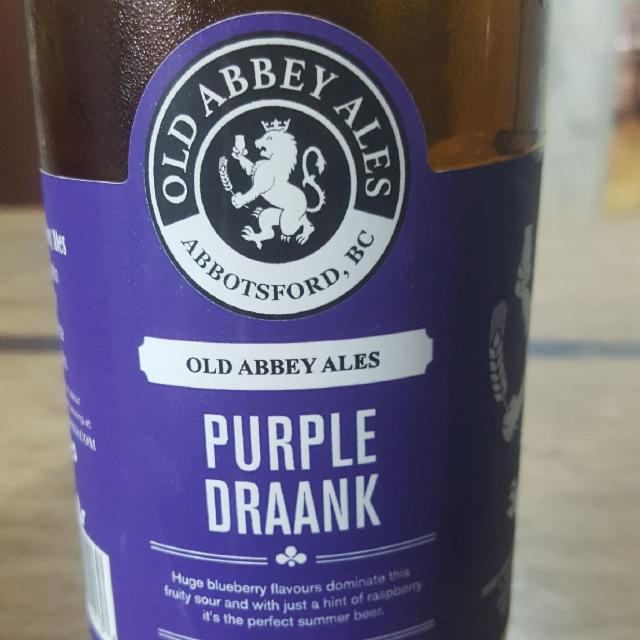 OLD ABBEY ALES
ABBOTSFORD, BC
OLD ABBEY ALES
PURPLE
DRAANK
Huge blueberry flavours dominate this
fruity sour and with just a hint of raspberry
it's the perfect summer beer.